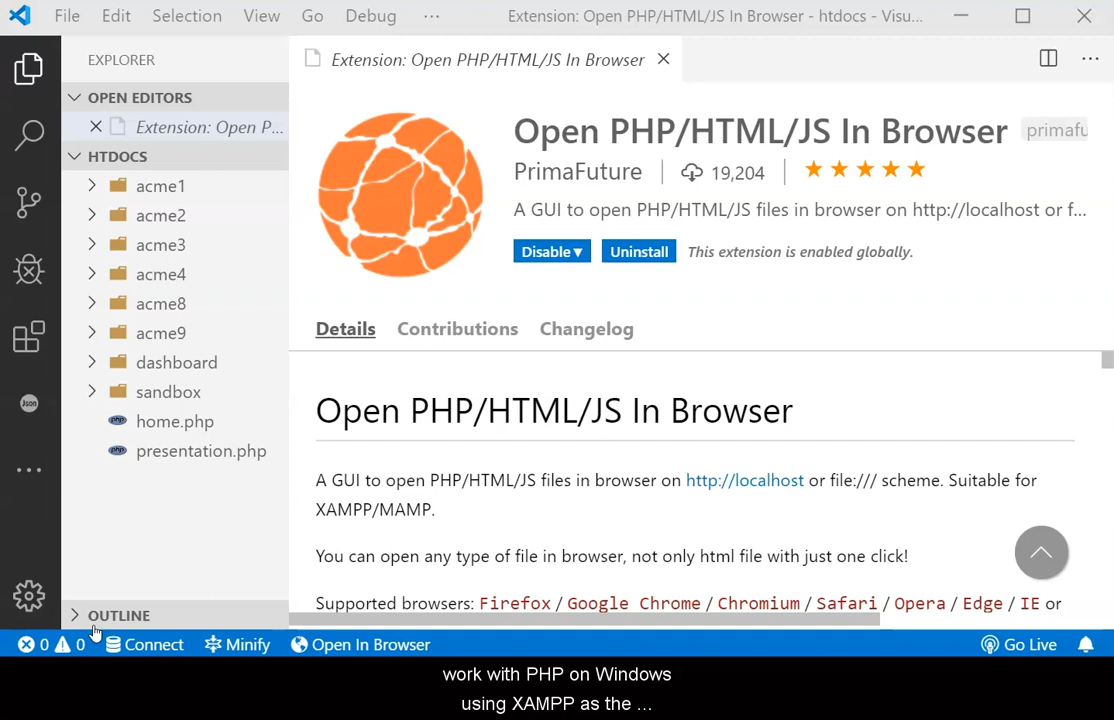 File Edit Selection View Go Debug ··· Extension: Open PHP/HTML/JS In Browser - htdocs - Visu...
EXPLORER
OPEN EDITORS
Extension: Open P...
HTDOCS
acme1
acme2
acme3
acme4
acme8
acme9
dashboard
sandbox
php home.php
php presentation.php
OUTLINE
Json
Extension: Open PHP/HTML/JS In Browser
Open PHP/HTML/JS In Browser primafu
PrimaFuture | 19,204 | ★★★★★
A GUI to open PHP/HTML/JS files in browser on http://localhost or f...
Disable▼ Uninstall This extension is enabled globally.
Details Contributions Changelog
Open PHP/HTML/JS In Browser
A GUI to open PHP/HTML/JS files in browser on http://localhost or file:/// scheme. Suitable for
XAMPP/MAMP.
You can open any type of file in browser, not only html file with just one click!
Supported browsers: Firefox / Google Chrome / Chromium / Safari / Opera / Edge / IE or
0 0 Connect Minify Open In Browser Go Live
work with PHP on Windows
using XAMPP as the ...